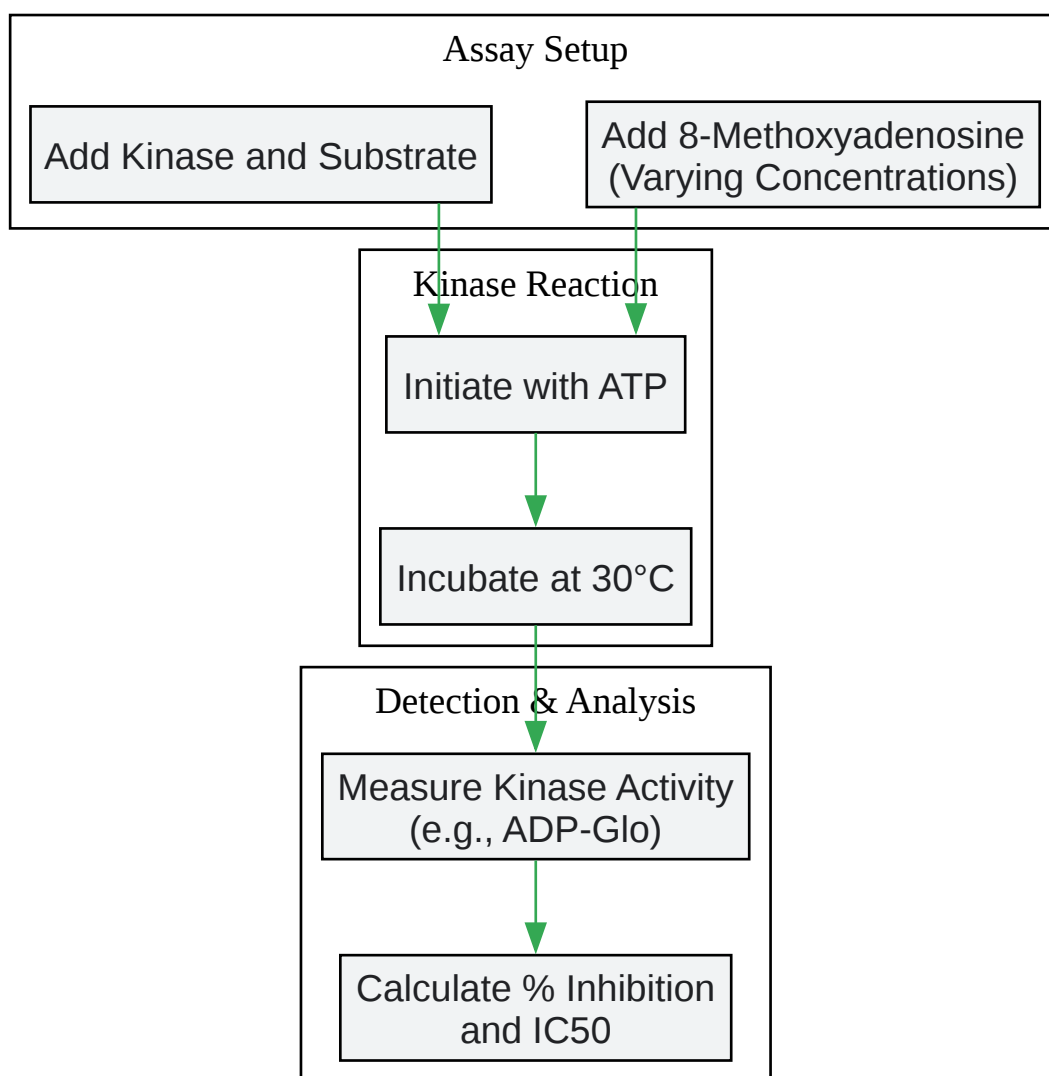 Assay Setup
Add Kinase and Substrate
Add 8-Methoxyadenosine
(Varying Concentrations)
Kinase Reaction
Initiate with ATP
Incubate at 30°C
Detection & Analysis
Measure Kinase Activity
(e.g., ADP-Glo)
Calculate % Inhibition
and IC50